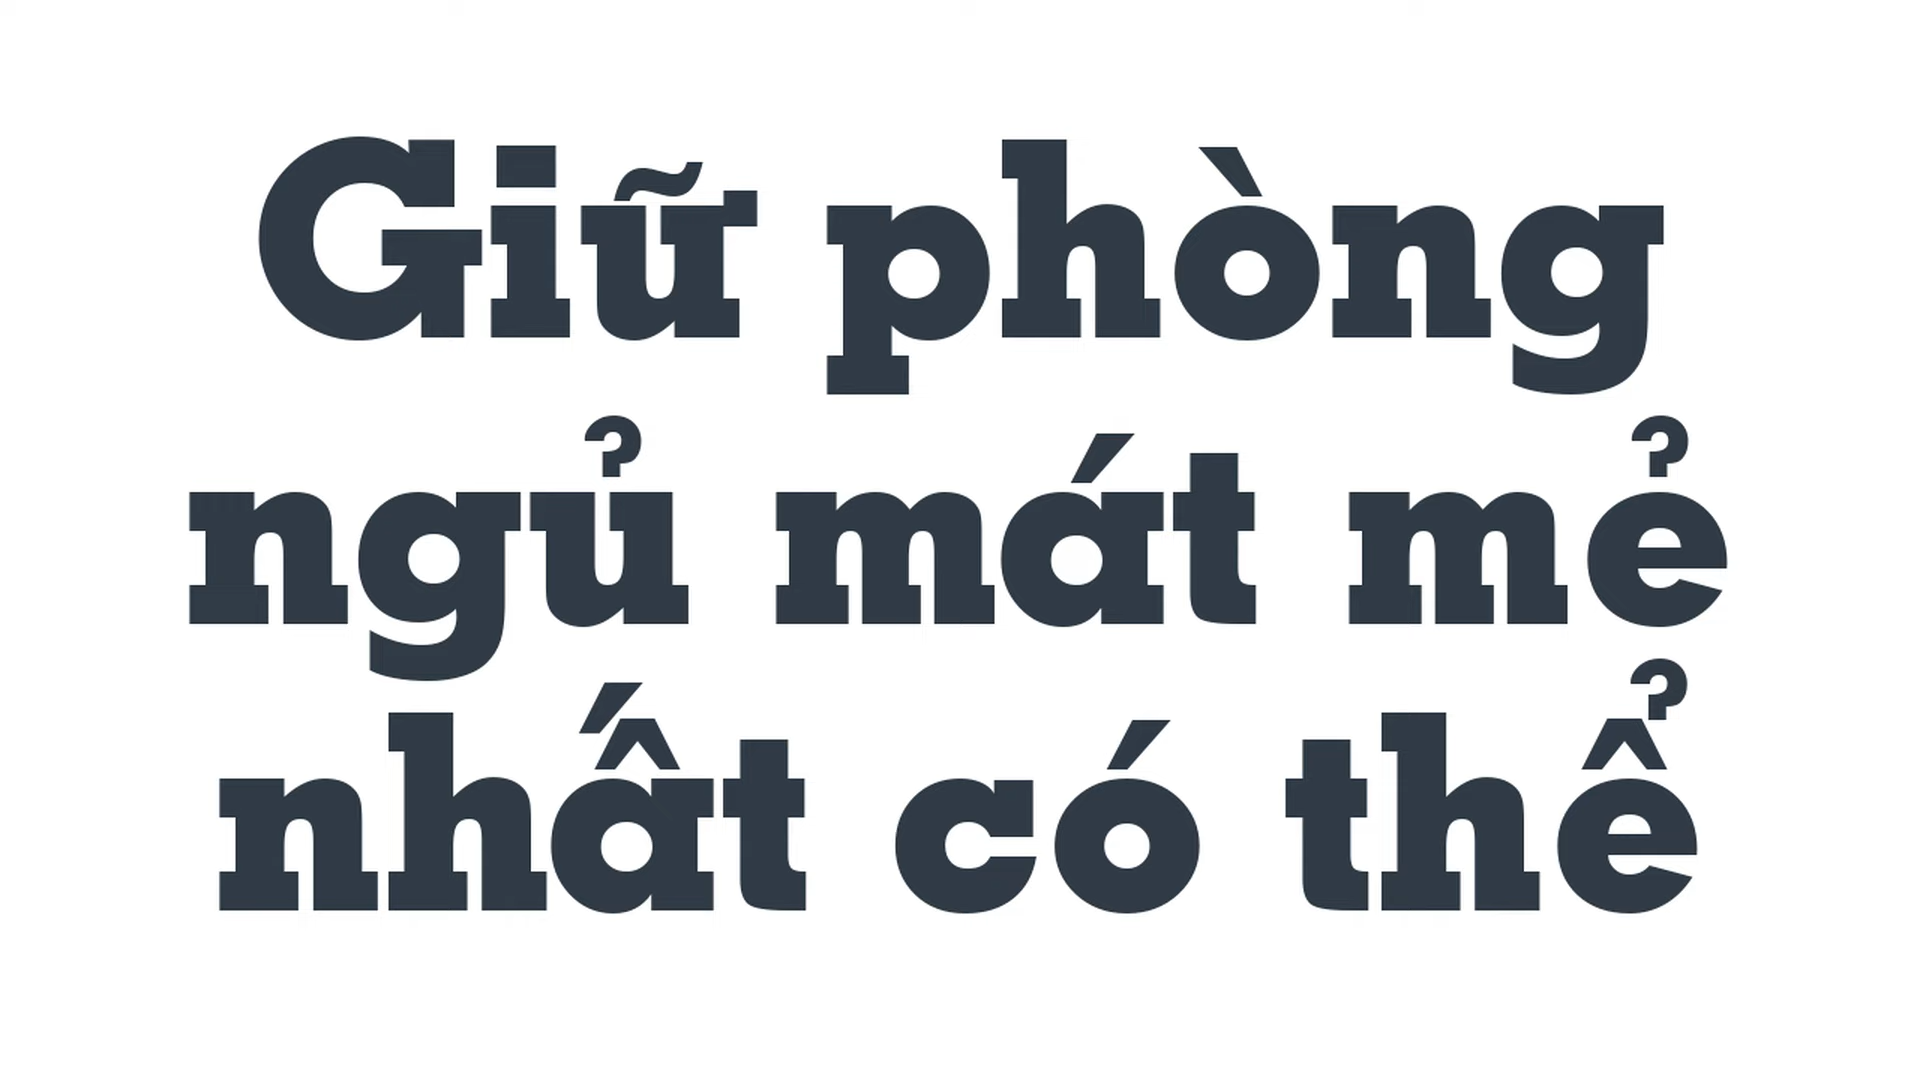 Giữ phòng
ngủ mát mẻ
nhất có thể